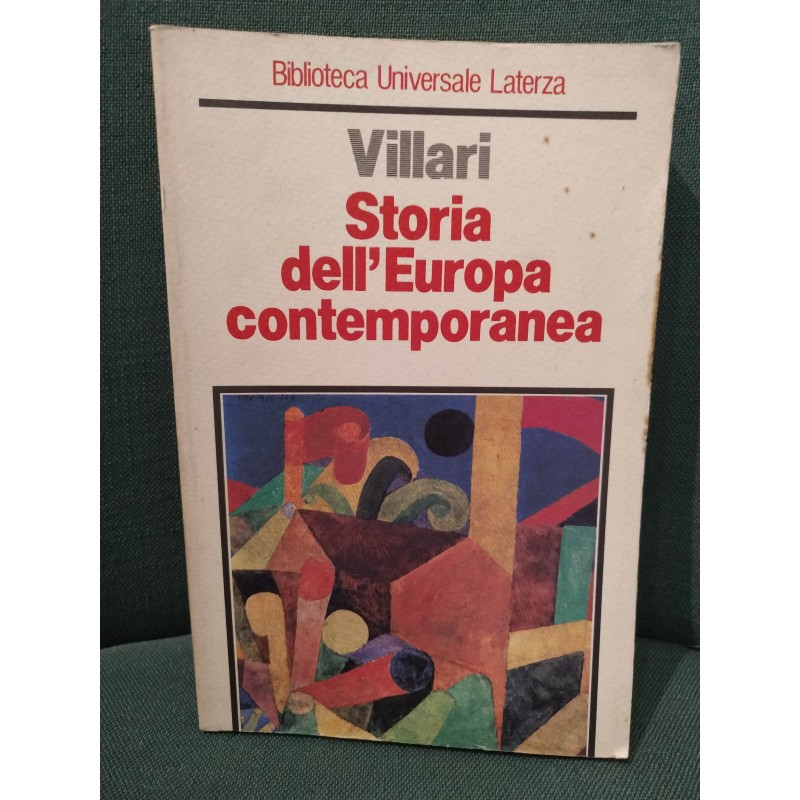 Biblioteca Universale Laterza
Villari
Storia
dell'Europa
contemporanea